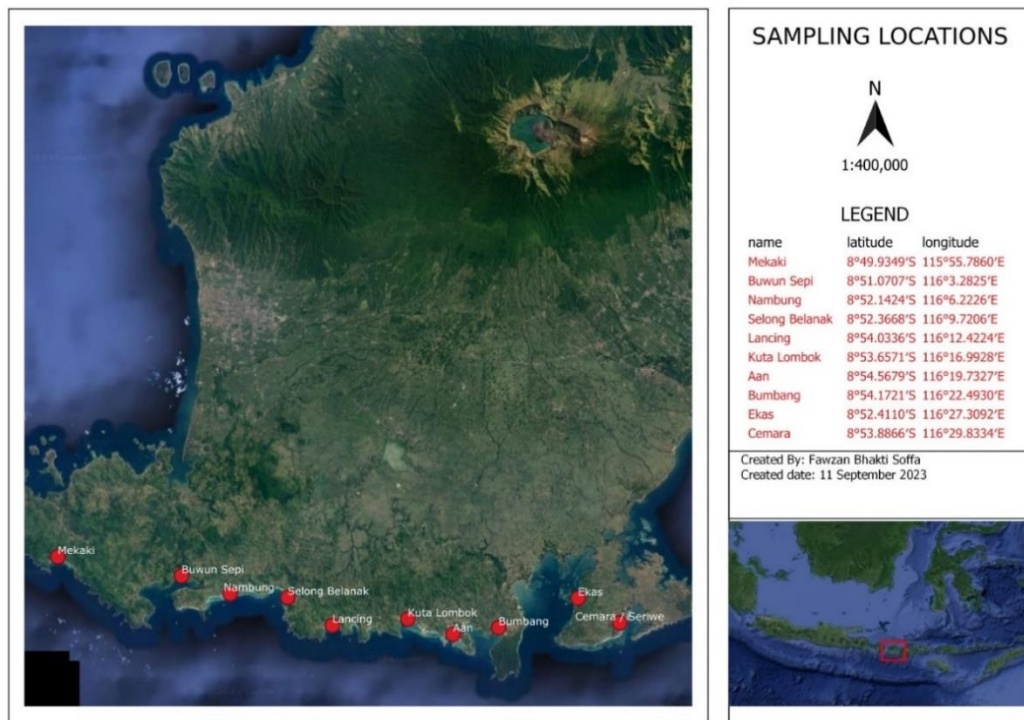 Mekaki
Buwun Sepi
Nambung
Selong Belanak
Lancing
Kuta Lombok
Aan
Bumbang
Ekas
Cemara / Seriwe
SAMPLING LOCATIONS
N
1:400,000
LEGEND
name latitude longitude
Mekaki 8°49.9349'S 115°55.7860'E
Buwun Sepi 8°51.0707'S 116°3.2825'E
Nambung 8°52.1424'S 116°6.2226'E
Selong Belanak 8°52.3668'S 116°9.7206'E
Lancing 8°54.0336'S 116°12.4224'E
Kuta Lombok 8°53.6571'S 116°16.9928'E
Aan 8°54.5679'S 116°19.7327'E
Bumbang 8°54.1721'S 116°22.4930'E
Ekas 8°52.4110'S 116°27.3092'E
Cemara 8°53.8866'S 116°29.8334'E
Created By: Fawzan Bhakti Soffa
Created date: 11 September 2023